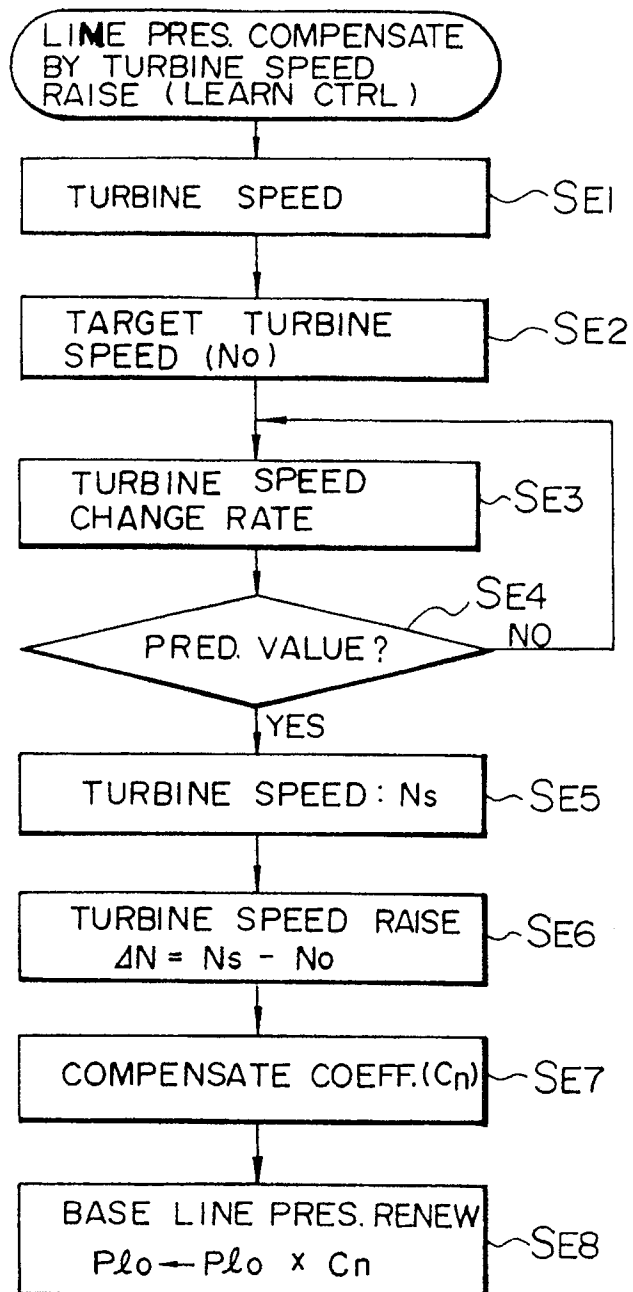 LINE PRES. COMPENSATE
BY TURBINE SPEED
RAISE (LEARN CTRL)
TURBINE SPEED
SE1
TARGET TURBINE
SPEED (No)
SE2
TURBINE SPEED
CHANGE RATE
SE3
SE4
PRED. VALUE?
NO
YES
TURBINE SPEED: Ns
SE5
TURBINE SPEED RAISE
ΔN = Ns - No
SE6
COMPENSATE COEFF.(Cn)
SE7
BASE LINE PRES. RENEW
Plo ← Plo x Cn
SE8